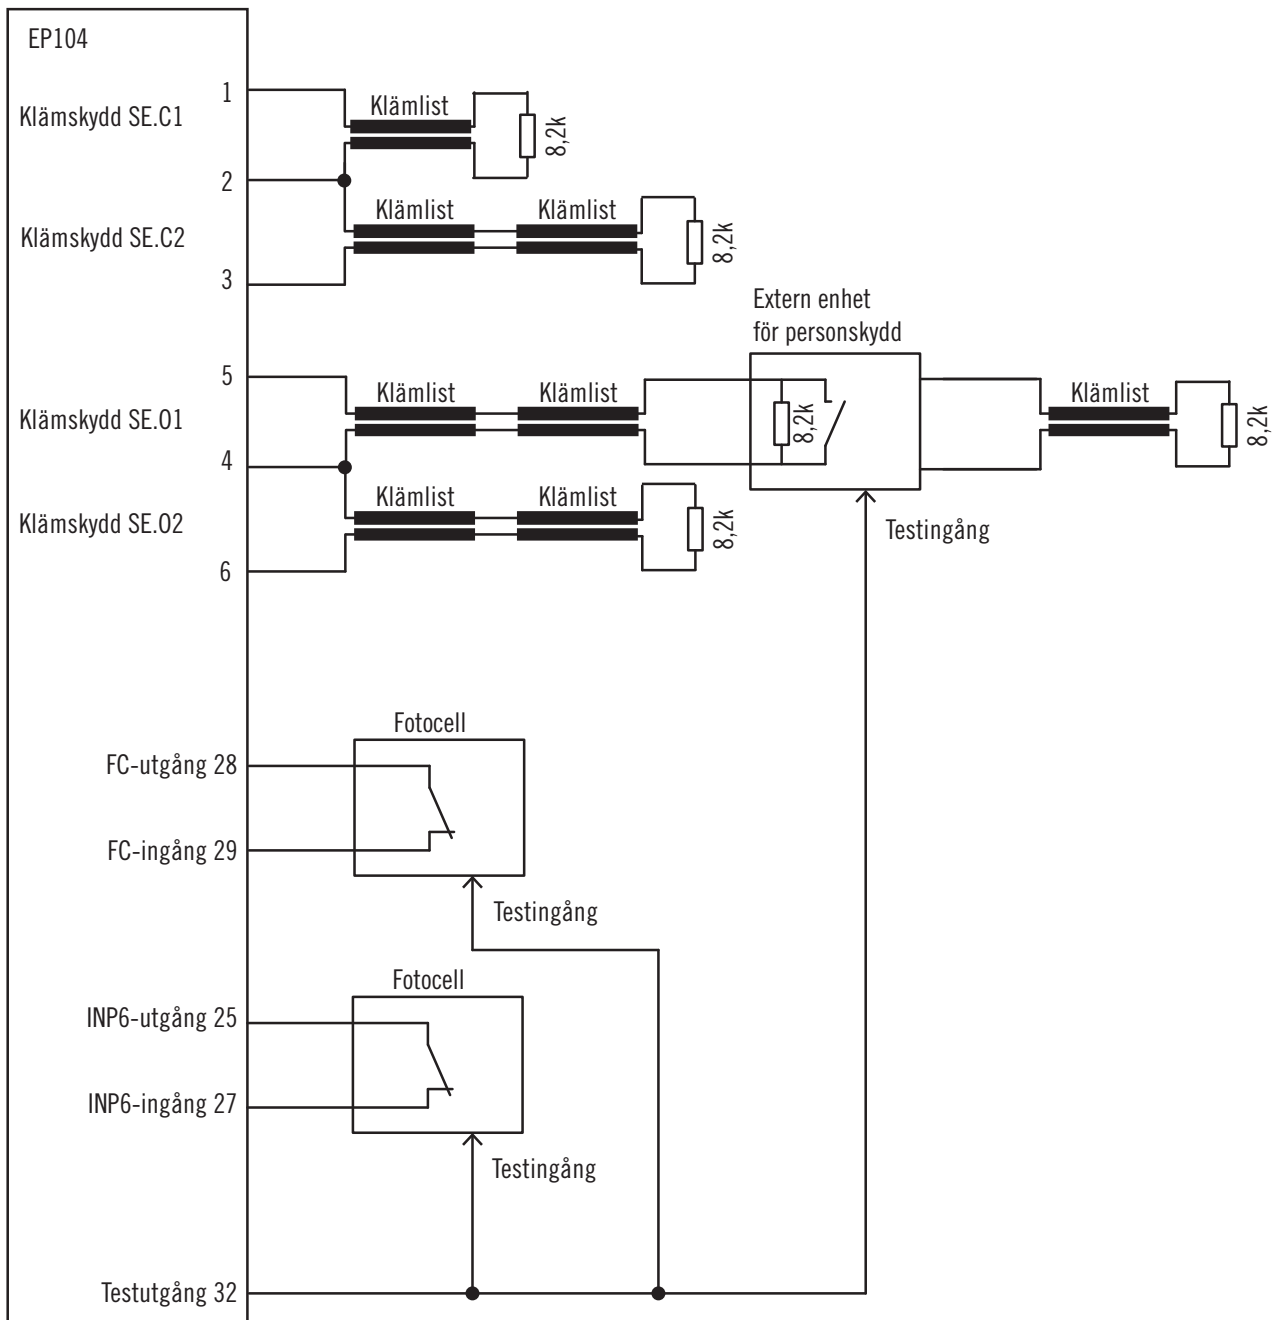 EP104
1
Klämlist
Klämskydd SE.C1
8,2k
2
Klämlist
Klämlist
Klämskydd SE.C2
8,2k
3
Extern enhet
för personskydd
5
Klämlist
Klämlist
Klämlist
Klämskydd SE.O1
8,2k
8,2k
4
Klämlist
Klämlist
Klämskydd SE.O2
8,2k
Testingång
6
Fotocell
FC-utgång 28
FC-ingång 29
Testingång
Fotocell
INP6-utgång 25
INP6-ingång 27
Testingång
Testutgång 32